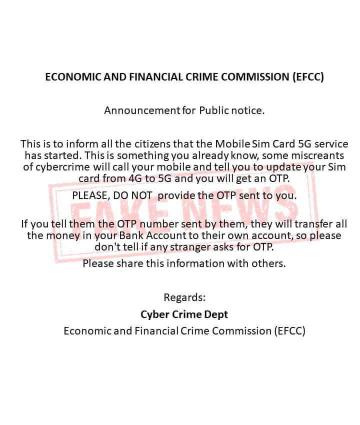 ECONOMIC AND FINANCIAL CRIME COMMISSION (EFCC)
Announcement for Public notice.
This is to inform all the citizens that the Mobile Sim Card 5G service
has started. This is something you already know, some miscreants
of cybercrime will call your mobile and tell you to update your Sim
card from 4G to 5G and you will get an OTP.
PLEASE, DO NOT provide the OTP sent to you.
FAKE NEWS
If you tell them the OTP number sent by them, they will transfer all
the money in your Bank Account to their own account, so please
don't tell if any stranger asks for OTP.
Please share this information with others.
Regards:
Cyber Crime Dept
Economic and Financial Crime Commission (EFCC)